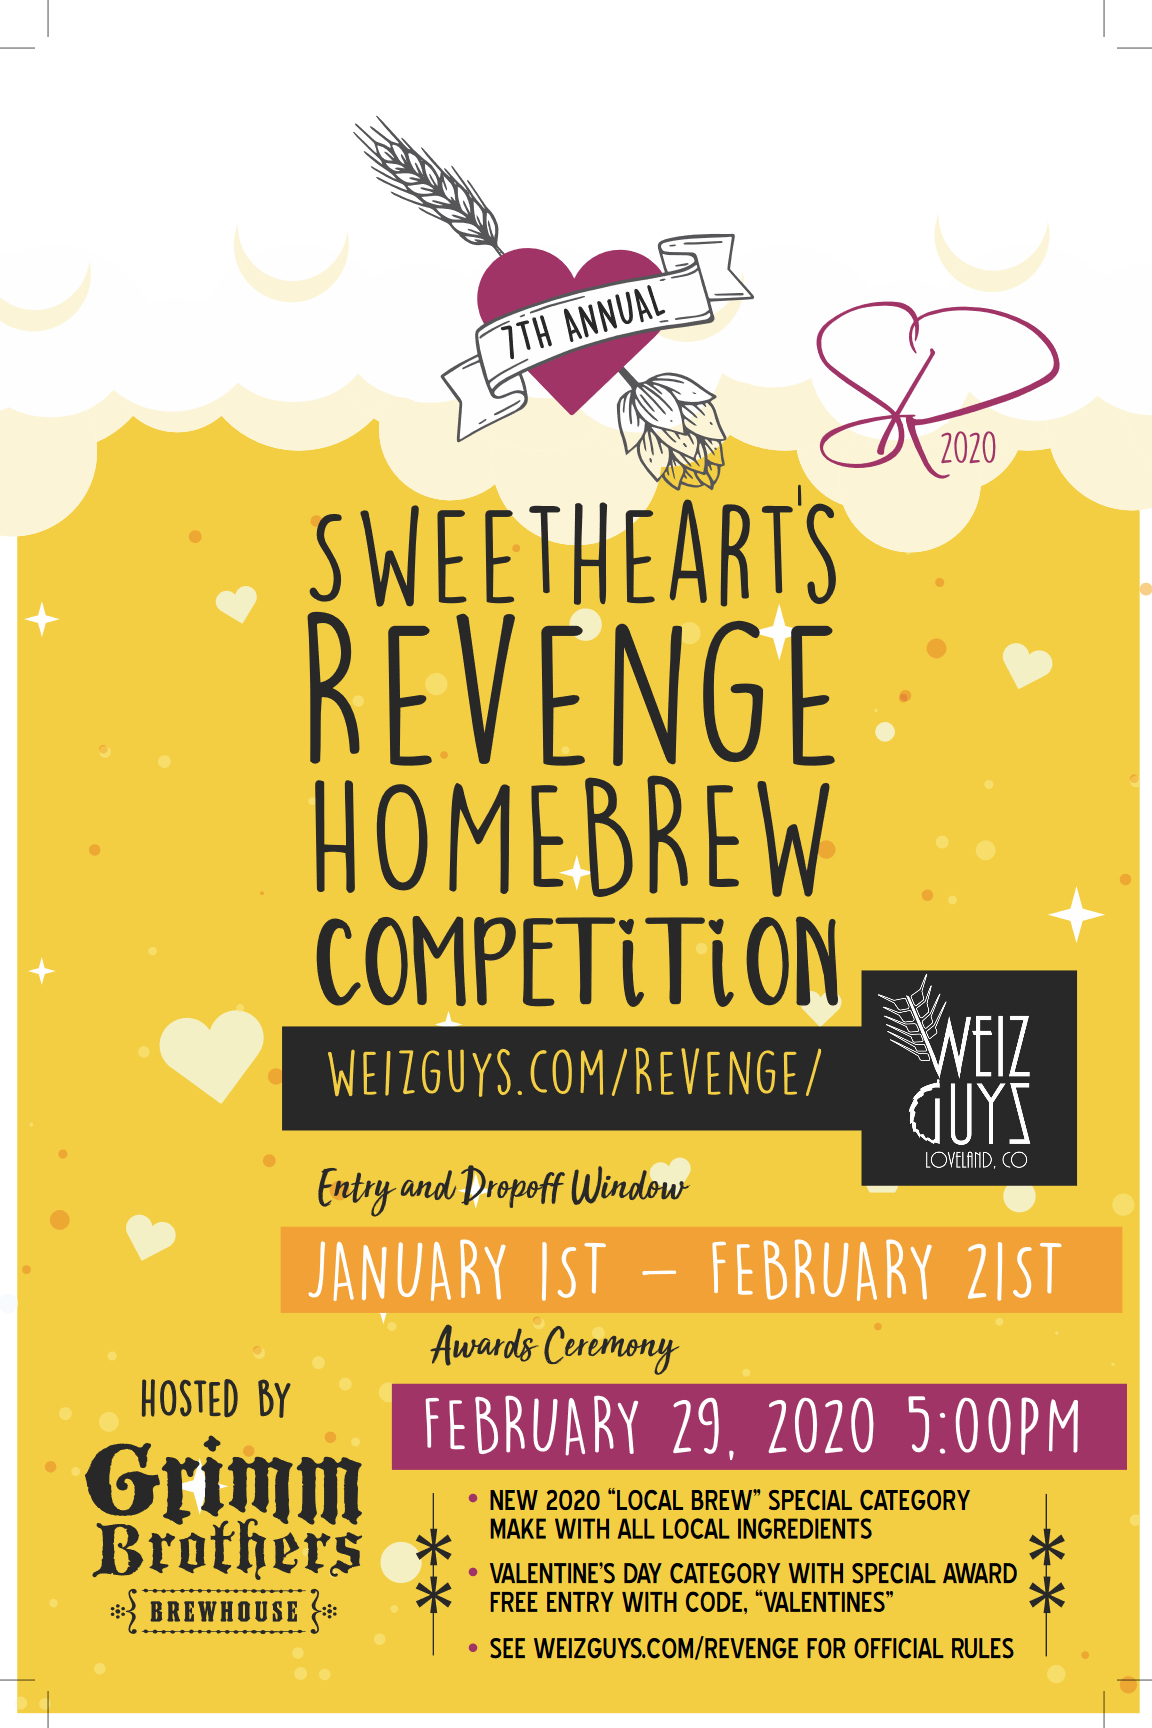 7TH ANNUAL
SR 2020
SWEETHEART'S
REVENGE
HOMEBREW
COMPETiTiON
WEIZGUYS.COM/REVENGE/
WEIZ
GUYS
LOVELAND, CO
Entry and Dropoff Window
JANUARY 1ST – FEBRUARY 21ST
Awards Ceremony
FEBRUARY 29, 2020 5:00PM
HOSTED BY
Grimm
Brothers
BREWHOUSE
• NEW 2020 “LOCAL BREW” SPECIAL CATEGORY
MAKE WITH ALL LOCAL INGREDIENTS
• VALENTINE'S DAY CATEGORY WITH SPECIAL AWARD
FREE ENTRY WITH CODE, “VALENTINES”
• SEE WEIZGUYS.COM/REVENGE FOR OFFICIAL RULES